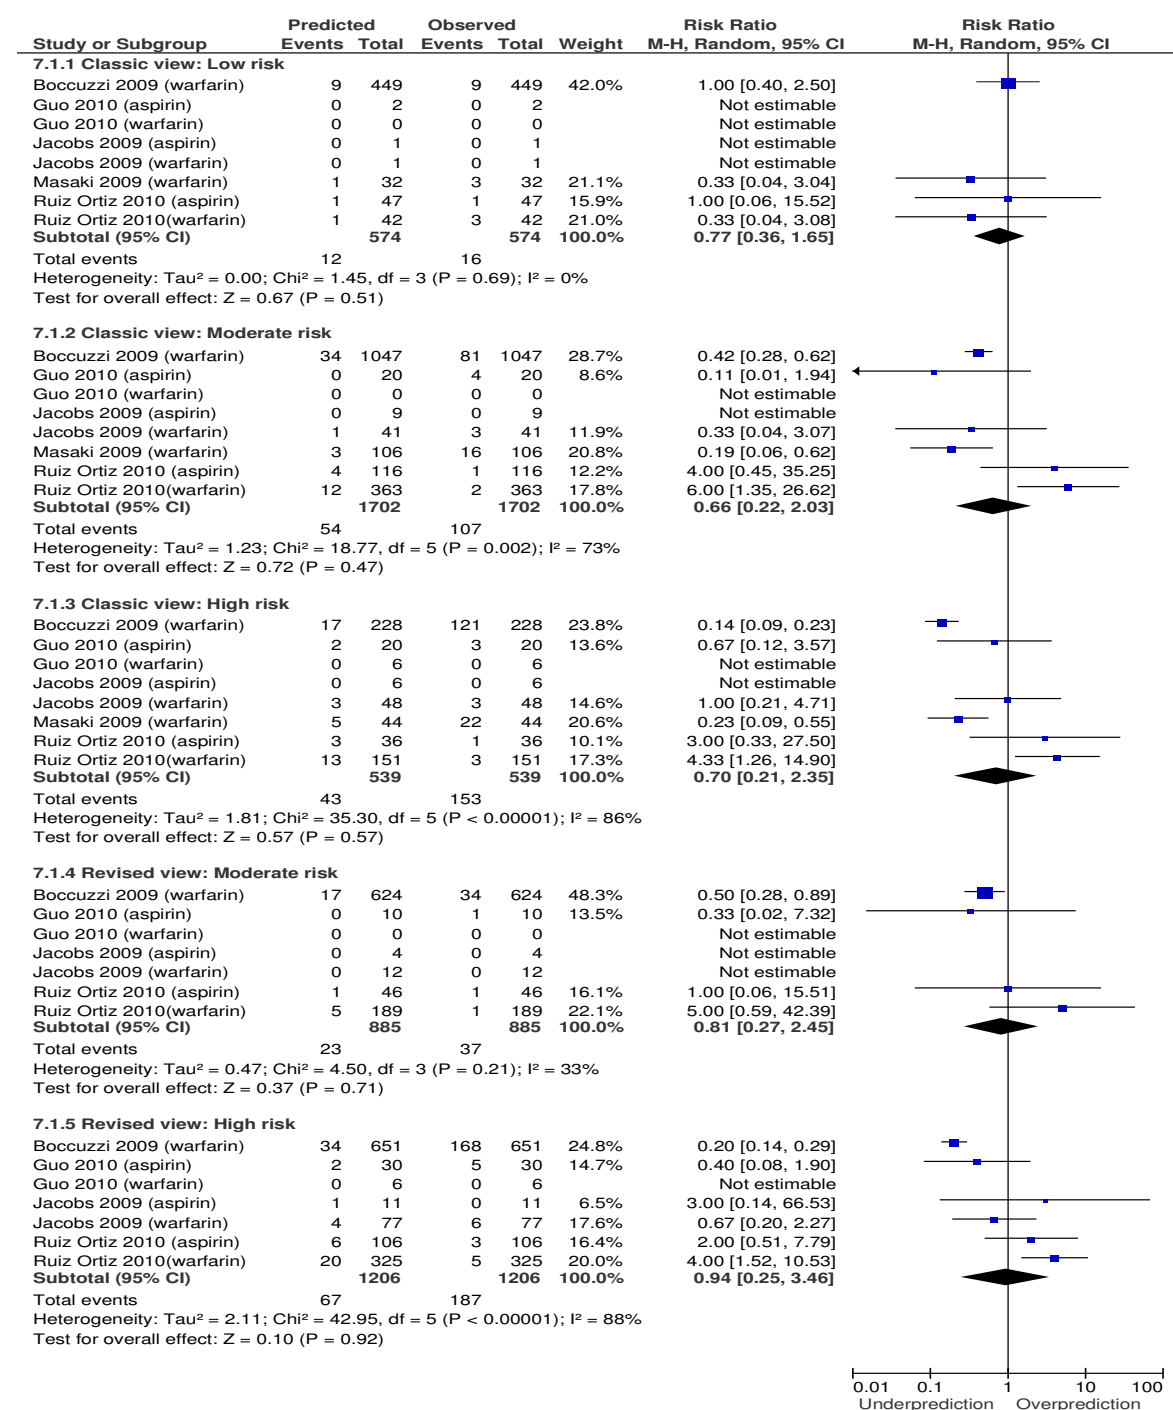 Predicted Observed Risk Ratio Risk Ratio
Study or Subgroup Events Total Events Total Weight M-H, Random, 95% CI M-H, Random, 95% CI
7.1.1 Classic view: Low risk
Boccuzzi 2009 (warfarin) 9 449 9 449 42.0% 1.00 [0.40, 2.50]
Guo 2010 (aspirin) 0 2 0 2 Not estimable
Guo 2010 (warfarin) 0 0 0 0 Not estimable
Jacobs 2009 (aspirin) 0 1 0 1 Not estimable
Jacobs 2009 (warfarin) 0 1 0 1 Not estimable
Masaki 2009 (warfarin) 1 32 3 32 21.1% 0.33 [0.04, 3.04]
Ruiz Ortiz 2010 (aspirin) 1 47 1 47 15.9% 1.00 [0.06, 15.52]
Ruiz Ortiz 2010(warfarin) 1 42 3 42 21.0% 0.33 [0.04, 3.08]
Subtotal (95% CI) 574 574 100.0% 0.77 [0.36, 1.65]
Total events 12 16
Heterogeneity: Tau² = 0.00; Chi² = 1.45, df = 3 (P = 0.69); I² = 0%
Test for overall effect: Z = 0.67 (P = 0.51)
7.1.2 Classic view: Moderate risk
Boccuzzi 2009 (warfarin) 34 1047 81 1047 28.7% 0.42 [0.28, 0.62]
Guo 2010 (aspirin) 0 20 4 20 8.6% 0.11 [0.01, 1.94]
Guo 2010 (warfarin) 0 0 0 0 Not estimable
Jacobs 2009 (aspirin) 0 9 0 9 Not estimable
Jacobs 2009 (warfarin) 1 41 3 41 11.9% 0.33 [0.04, 3.07]
Masaki 2009 (warfarin) 3 106 16 106 20.8% 0.19 [0.06, 0.62]
Ruiz Ortiz 2010 (aspirin) 4 116 1 116 12.2% 4.00 [0.45, 35.25]
Ruiz Ortiz 2010(warfarin) 12 363 2 363 17.8% 6.00 [1.35, 26.62]
Subtotal (95% CI) 1702 1702 100.0% 0.66 [0.22, 2.03]
Total events 54 107
Heterogeneity: Tau² = 1.23; Chi² = 18.77, df = 5 (P = 0.002); I² = 73%
Test for overall effect: Z = 0.72 (P = 0.47)
7.1.3 Classic view: High risk
Boccuzzi 2009 (warfarin) 17 228 121 228 23.8% 0.14 [0.09, 0.23]
Guo 2010 (aspirin) 2 20 3 20 13.6% 0.67 [0.12, 3.57]
Guo 2010 (warfarin) 0 6 0 6 Not estimable
Jacobs 2009 (aspirin) 0 6 0 6 Not estimable
Jacobs 2009 (warfarin) 3 48 3 48 14.6% 1.00 [0.21, 4.71]
Masaki 2009 (warfarin) 5 44 22 44 20.6% 0.23 [0.09, 0.55]
Ruiz Ortiz 2010 (aspirin) 3 36 1 36 10.1% 3.00 [0.33, 27.50]
Ruiz Ortiz 2010(warfarin) 13 151 3 151 17.3% 4.33 [1.26, 14.90]
Subtotal (95% CI) 539 539 100.0% 0.70 [0.21, 2.35]
Total events 43 153
Heterogeneity: Tau² = 1.81; Chi² = 35.30, df = 5 (P < 0.00001); I² = 86%
Test for overall effect: Z = 0.57 (P = 0.57)
7.1.4 Revised view: Moderate risk
Boccuzzi 2009 (warfarin) 17 624 34 624 48.3% 0.50 [0.28, 0.89]
Guo 2010 (aspirin) 0 10 1 10 13.5% 0.33 [0.02, 7.32]
Guo 2010 (warfarin) 0 0 0 0 Not estimable
Jacobs 2009 (aspirin) 0 4 0 4 Not estimable
Jacobs 2009 (warfarin) 0 12 0 12 Not estimable
Ruiz Ortiz 2010 (aspirin) 1 46 1 46 16.1% 1.00 [0.06, 15.51]
Ruiz Ortiz 2010(warfarin) 5 189 1 189 22.1% 5.00 [0.59, 42.39]
Subtotal (95% CI) 885 885 100.0% 0.81 [0.27, 2.45]
Total events 23 37
Heterogeneity: Tau² = 0.47; Chi² = 4.50, df = 3 (P = 0.21); I² = 33%
Test for overall effect: Z = 0.37 (P = 0.71)
7.1.5 Revised view: High risk
Boccuzzi 2009 (warfarin) 34 651 168 651 24.8% 0.20 [0.14, 0.29]
Guo 2010 (aspirin) 2 30 5 30 14.7% 0.40 [0.08, 1.90]
Guo 2010 (warfarin) 0 6 0 6 Not estimable
Jacobs 2009 (aspirin) 1 11 0 11 6.5% 3.00 [0.14, 66.53]
Jacobs 2009 (warfarin) 4 77 6 77 17.6% 0.67 [0.20, 2.27]
Ruiz Ortiz 2010 (aspirin) 6 106 3 106 16.4% 2.00 [0.51, 7.79]
Ruiz Ortiz 2010(warfarin) 20 325 5 325 20.0% 4.00 [1.52, 10.53]
Subtotal (95% CI) 1206 1206 100.0% 0.94 [0.25, 3.46]
Total events 67 187
Heterogeneity: Tau² = 2.11; Chi² = 42.95, df = 5 (P < 0.00001); I² = 88%
Test for overall effect: Z = 0.10 (P = 0.92)
0.01 0.1 1 10 100
Underprediction Overprediction